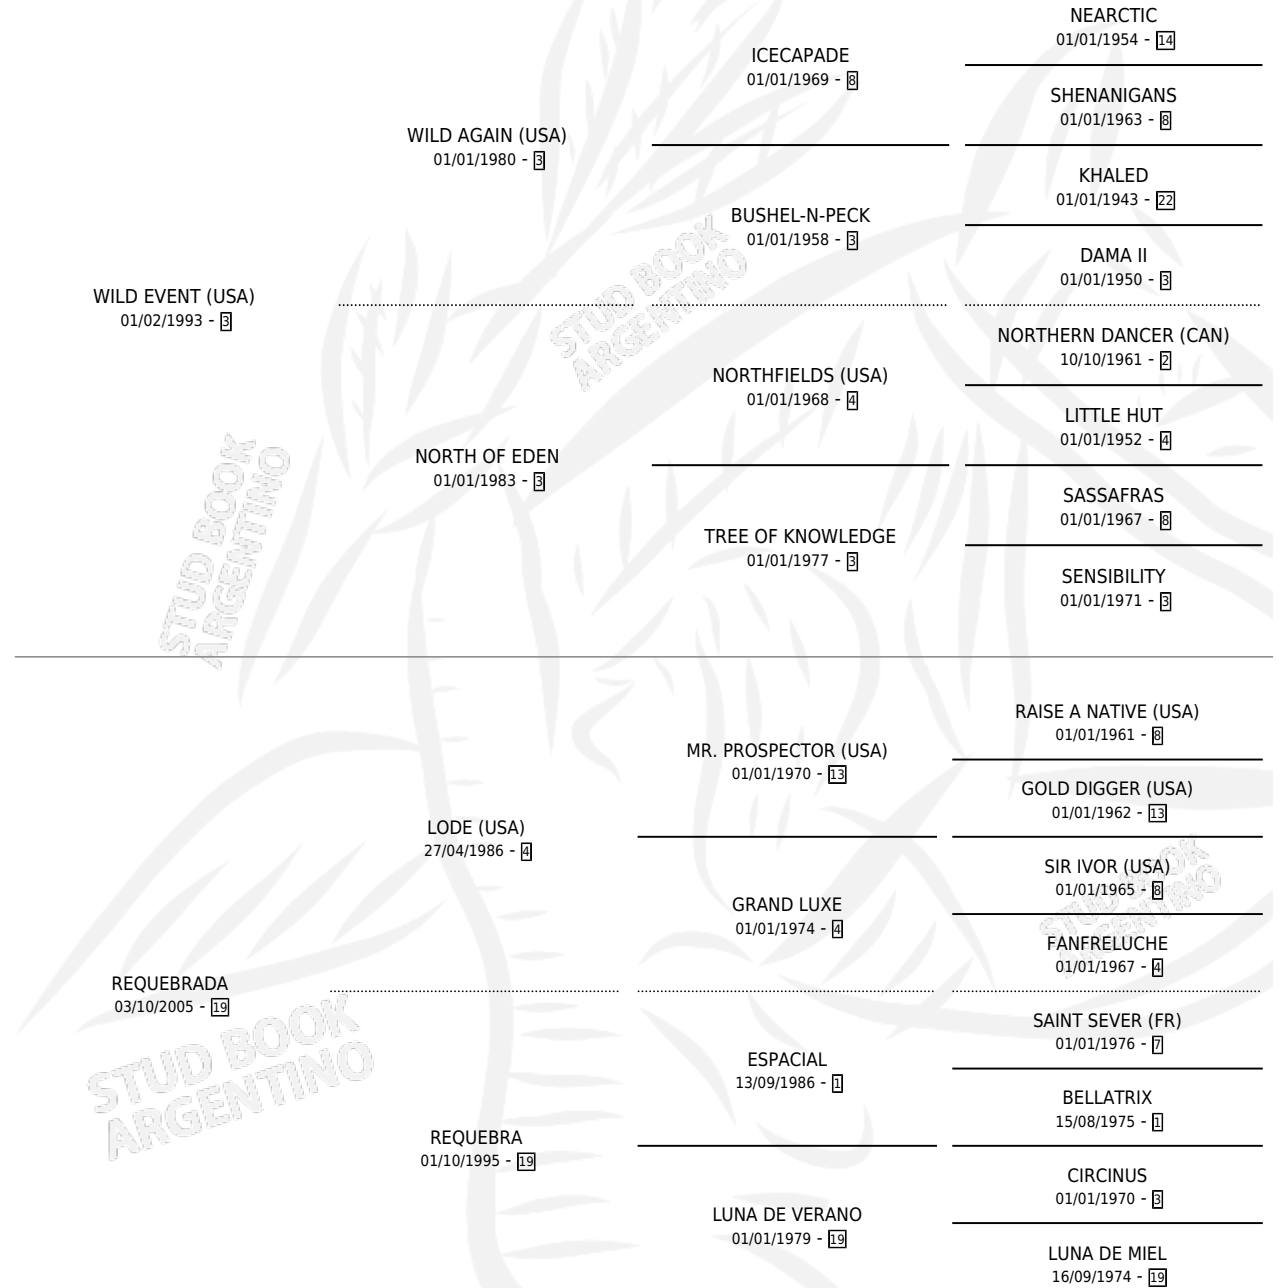 NEARCTIC
01/01/1954 - 14
ICECAPADE
01/01/1969 - 8
SHENANIGANS
01/01/1963 - 8
WILD AGAIN (USA)
01/01/1980 - 3
KHALED
01/01/1943 - 22
BUSHEL-N-PECK
01/01/1958 - 3
DAMA II
01/01/1950 - 3
WILD EVENT (USA)
01/02/1993 - 3
NORTHERN DANCER (CAN)
10/10/1961 - 2
NORTHFIELDS (USA)
01/01/1968 - 4
LITTLE HUT
01/01/1952 - 4
NORTH OF EDEN
01/01/1983 - 3
SASSAFRAS
01/01/1967 - 8
TREE OF KNOWLEDGE
01/01/1977 - 3
SENSIBILITY
01/01/1971 - 3
RAISE A NATIVE (USA)
01/01/1961 - 8
MR. PROSPECTOR (USA)
01/01/1970 - 13
GOLD DIGGER (USA)
01/01/1962 - 13
LODE (USA)
27/04/1986 - 4
SIR IVOR (USA)
01/01/1965 - 8
GRAND LUXE
01/01/1974 - 4
FANFRELUCHE
01/01/1967 - 4
REQUEBRADA
03/10/2005 - 19
SAINT SEVER (FR)
01/01/1976 - 7
ESPACIAL
13/09/1986 - 1
BELLATRIX
15/08/1975 - 1
REQUEBRA
01/10/1995 - 19
CIRCINUS
01/01/1970 - 3
LUNA DE VERANO
01/01/1979 - 19
LUNA DE MIEL
16/09/1974 - 19
STUD BOOK
ARGENTINO
STUD BOOK
ARGENTINO
STUD BOOK
ARGENTINO
STUD BOOK
ARGENTINO